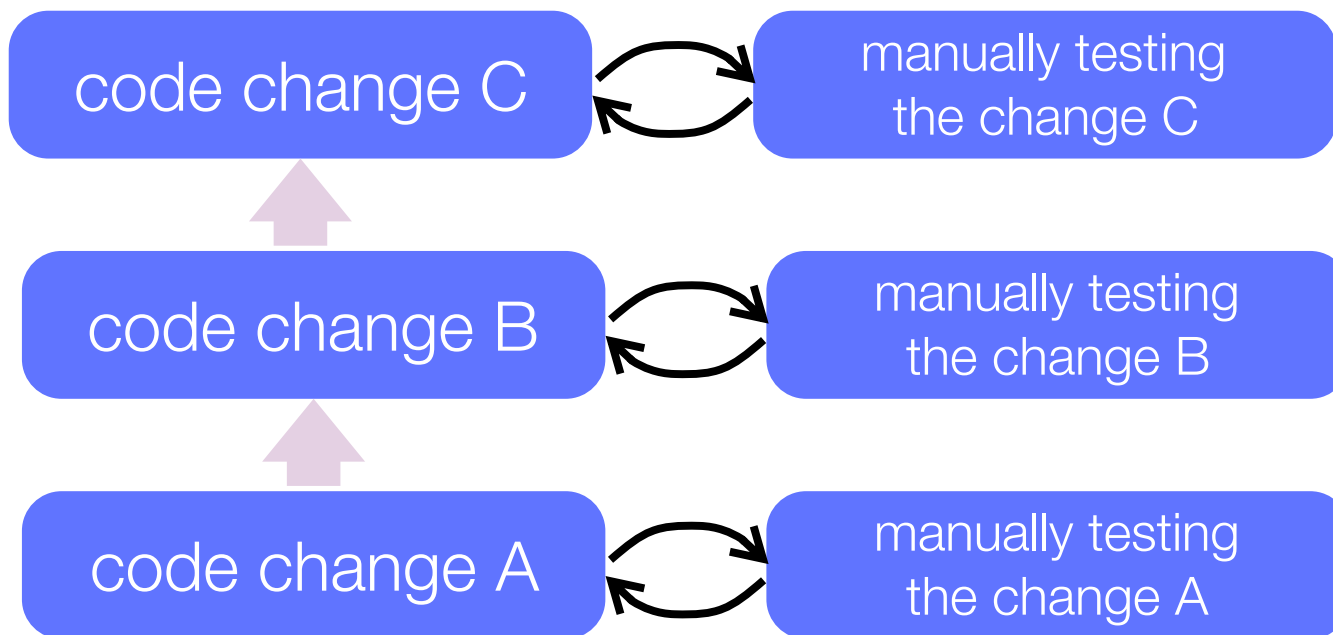 code change C
manually testing
the change C
code change B
manually testing
the change B
code change A
manually testing
the change A